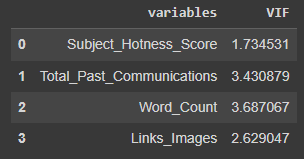 variables VIF
0 Subject_Hotness_Score 1.734531
1 Total_Past_Communications 3.430879
2 Word_Count 3.687067
3 Links_Images 2.629047